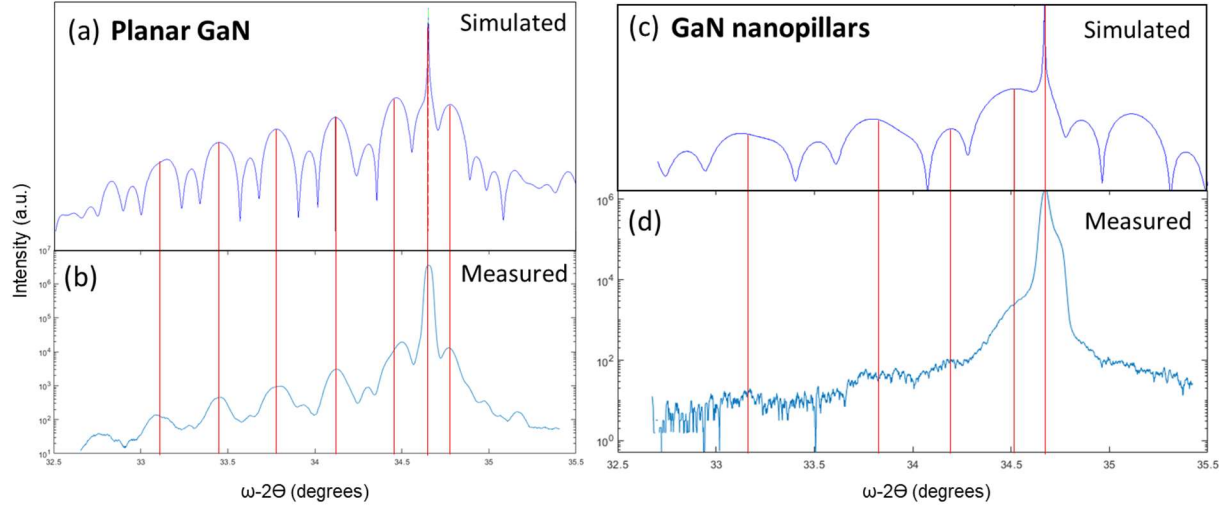 (a) Planar GaN
Simulated
(b)
Measured
10^7
10^6
10^5
10^4
10^3
10^2
10^1
32.5 33 33.5 34 34.5 35 35.5
ω-2Θ (degrees)
Intensity (a.u.)
(c) GaN nanopillars
Simulated
(d)
Measured
10^6
10^4
10^2
10^0
32.5 33 33.5 34 34.5 35 35.5
ω-2Θ (degrees)